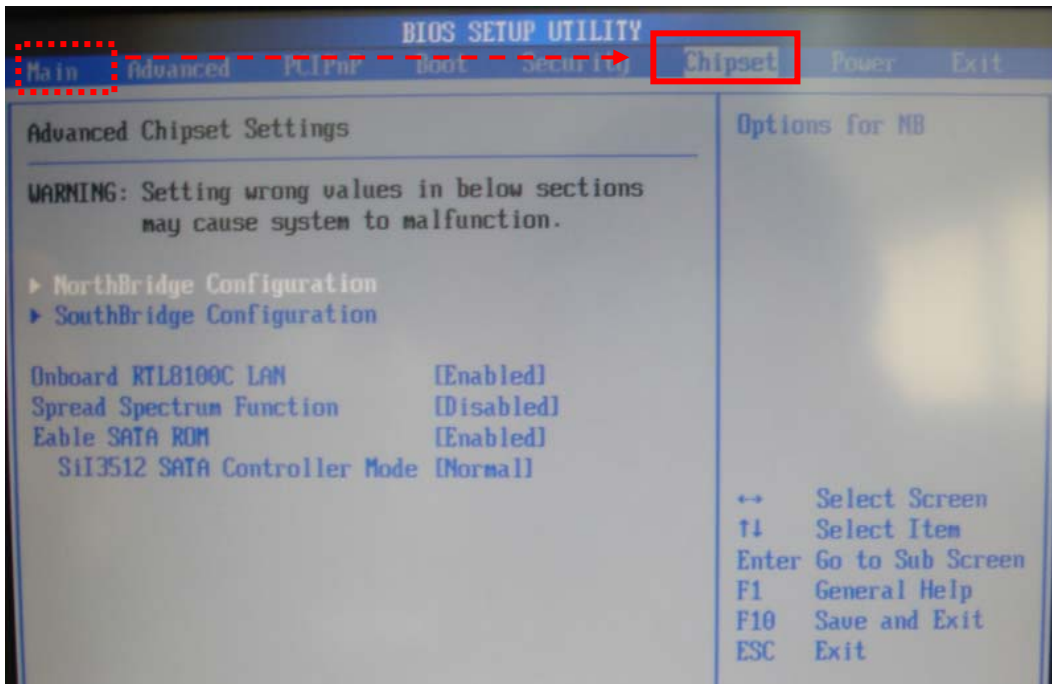 BIOS SETUP UTILITY
Main Advanced PCIPnP Boot Security Chipset Power Exit
Advanced Chipset Settings
WARNING: Setting wrong values in below sections
may cause system to malfunction.
▶ NorthBridge Configuration
▶ SouthBridge Configuration
Onboard RTL8100C LAN [Enabled]
Spread Spectrum Function [Disabled]
Eable SATA ROM [Enabled]
SiI3512 SATA Controller Mode [Normal]
Options for NB
↔ Select Screen
↑↓ Select Item
Enter Go to Sub Screen
F1 General Help
F10 Save and Exit
ESC Exit